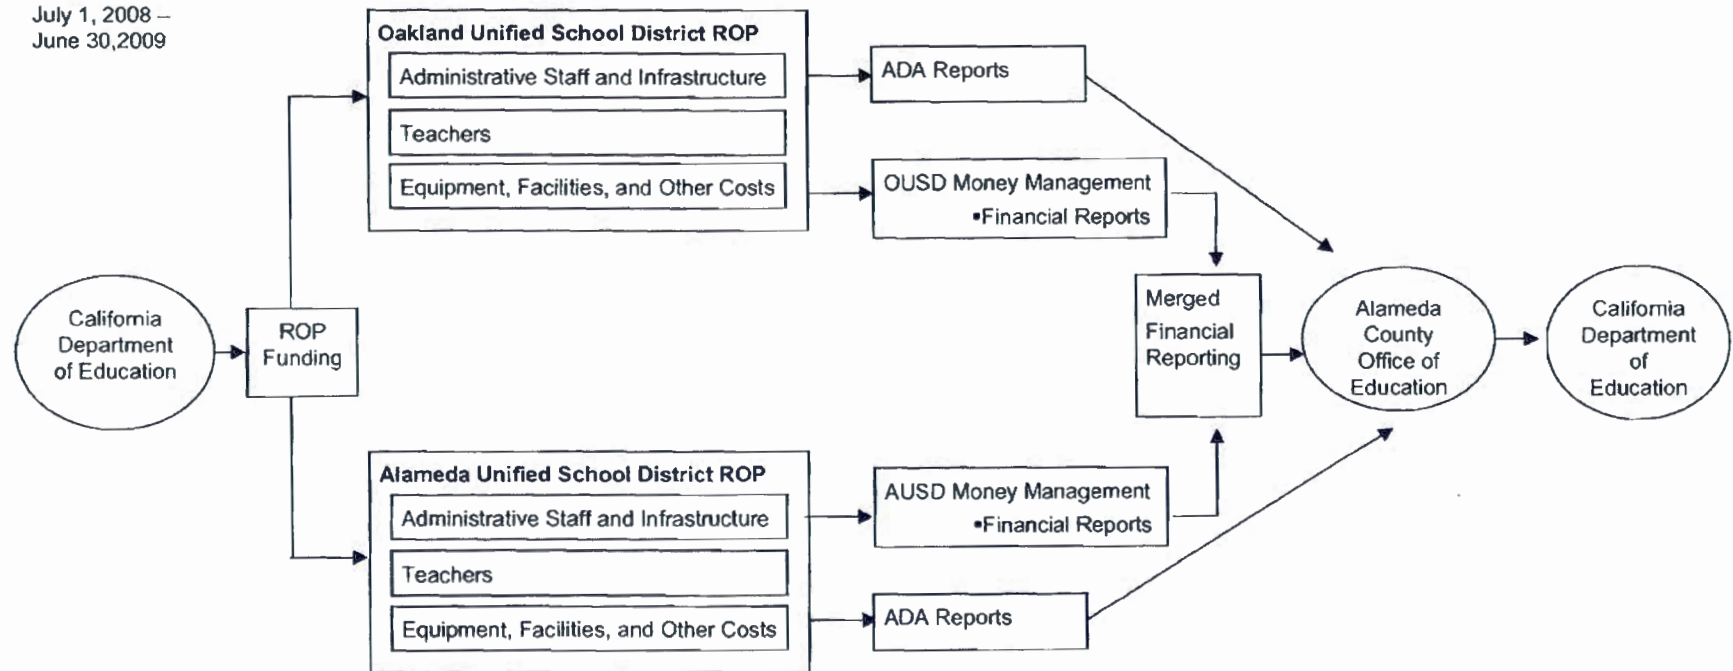 July 1, 2008 –
June 30,2009
Oakland Unified School District ROP
Administrative Staff and Infrastructure
Teachers
Equipment, Facilities, and Other Costs
ADA Reports
OUSD Money Management
▪Financial Reports
California
Department
of Education
ROP
Funding
Merged
Financial
Reporting
Alameda
County
Office of
Education
California
Department
of
Education
Alameda Unified School District ROP
Administrative Staff and Infrastructure
Teachers
Equipment, Facilities, and Other Costs
AUSD Money Management
▪Financial Reports
ADA Reports